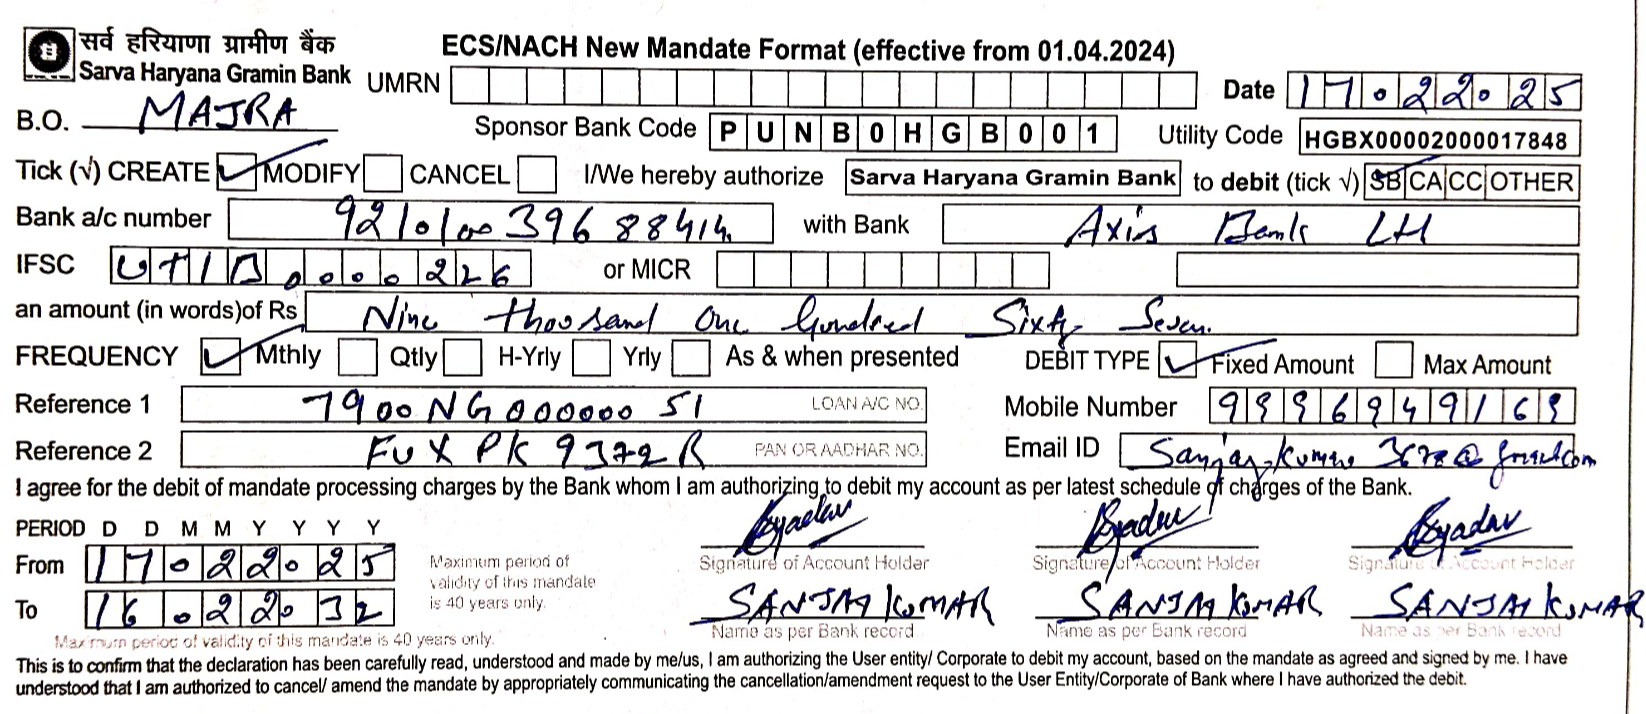 सर्व हरियाणा ग्रामीण बैंक
Sarva Haryana Gramin Bank
ECS/NACH New Mandate Format (effective from 01.04.2024)
UMRN
Date 17022025
B.O. MAJRA
Sponsor Bank Code PUNB0HGB001
Utility Code HGBX00002000017848
Tick (√) CREATE ✓ MODIFY CANCEL I/We hereby authorize Sarva Haryana Gramin Bank to debit (tick √) SB CA CC OTHER
Bank a/c number 921010039688414 with Bank Axis Bank Ltd
IFSC UTIB0000226 or MICR
an amount (in words)of Rs Nine thousand One Hundred Sixty Seven.
FREQUENCY ✓ Mthly Qtly H-Yrly Yrly As & when presented DEBIT TYPE ✓ Fixed Amount Max Amount
Reference 1 7900NG00000051 LOAN A/C NO. Mobile Number 9996949169
Reference 2 FUXPK9372R PAN OR AADHAR NO. Email ID
I agree for the debit of mandate processing charges by the Bank whom I am authorizing to debit my account as per latest schedule of charges of the Bank.
PERIOD D D M M Y Y Y Y
From 17022025
To 16022032
Maximum period of
validity of this mandate
is 40 years only.
Maximum period of validity of this mandate is 40 years only.
Signature of Account Holder Signature of Account Holder Signature of Account Holder
SANJAY KUMAR SANJAY KUMAR SANJAY KUMAR
Name as per Bank record Name as per Bank record Name as per Bank record
This is to confirm that the declaration has been carefully read, understood and made by me/us, I am authorizing the User entity/ Corporate to debit my account, based on the mandate as agreed and signed by me. I have
understood that I am authorized to cancel/ amend the mandate by appropriately communicating the cancellation/amendment request to the User Entity/Corporate of Bank where I have authorized the debit.